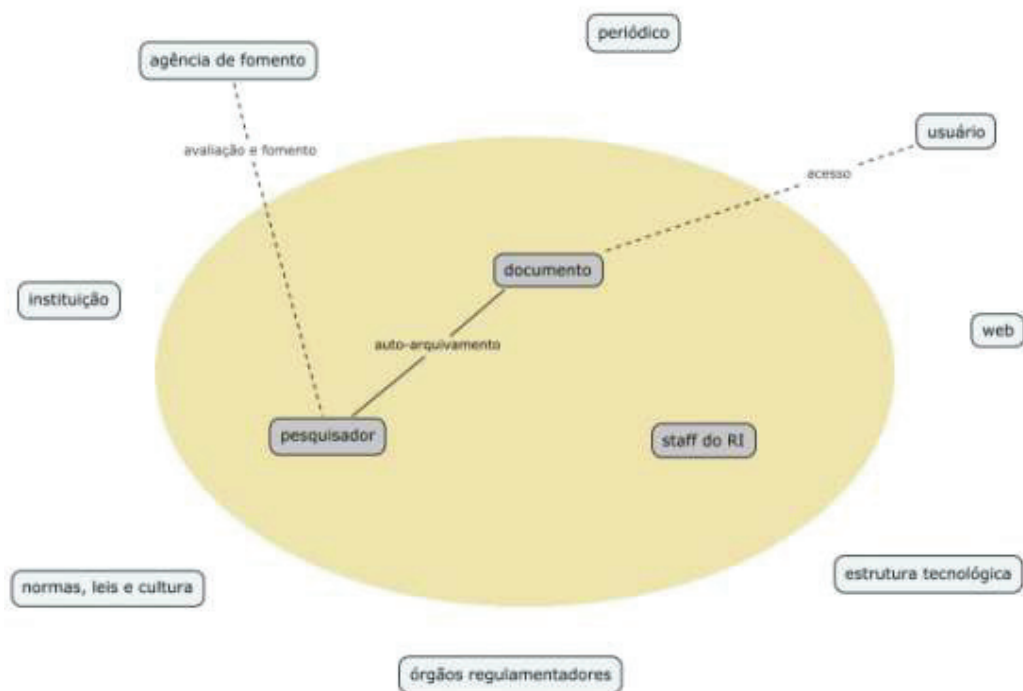 periódico
agência de fomento
usuário
avaliação e fomento
acesso
documento
instituição
web
auto-arquivamento
pesquisador
staff do RI
estrutura tecnológica
normas, leis e cultura
órgãos regulamentadores